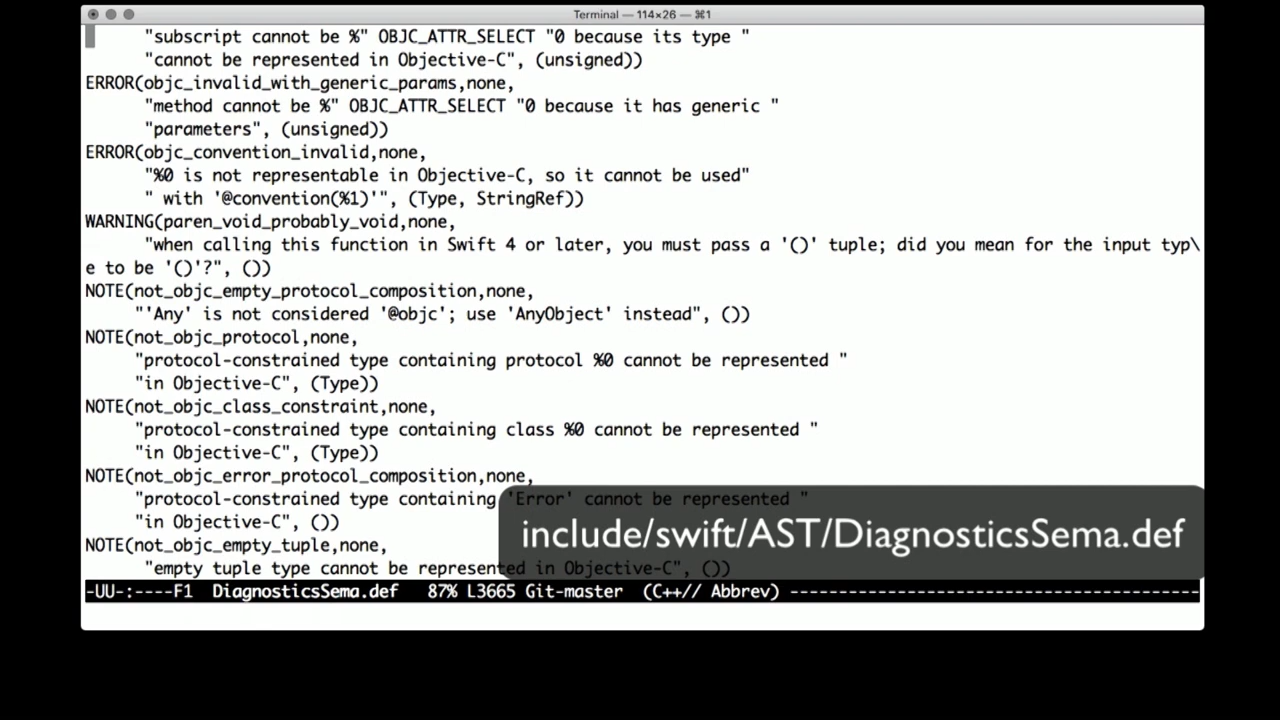 Terminal — 114×26 — ⌘1
"subscript cannot be %" OBJC_ATTR_SELECT "0 because its type "
"cannot be represented in Objective-C", (unsigned))
ERROR(objc_invalid_with_generic_params,none,
"method cannot be %" OBJC_ATTR_SELECT "0 because it has generic "
"parameters", (unsigned))
ERROR(objc_convention_invalid,none,
"%0 is not representable in Objective-C, so it cannot be used"
" with '@convention(%1)'", (Type, StringRef))
WARNING(paren_void_probably_void,none,
"when calling this function in Swift 4 or later, you must pass a '()' tuple; did you mean for the input typ\
e to be '()'?", ())
NOTE(not_objc_empty_protocol_composition,none,
"'Any' is not considered '@objc'; use 'AnyObject' instead", ())
NOTE(not_objc_protocol,none,
"protocol-constrained type containing protocol %0 cannot be represented "
"in Objective-C", (Type))
NOTE(not_objc_class_constraint,none,
"protocol-constrained type containing class %0 cannot be represented "
"in Objective-C", (Type))
NOTE(not_objc_error_protocol_composition,none,
"protocol-constrained type containing 'Error' cannot be represented "
"in Objective-C", ())
NOTE(not_objc_empty_tuple,none,
"empty tuple type cannot be represented in Objective-C", ())
include/swift/AST/DiagnosticsSema.def
-UU-:----F1 DiagnosticsSema.def 87% L3665 Git-master (C++// Abbrev) ------------------------------------------